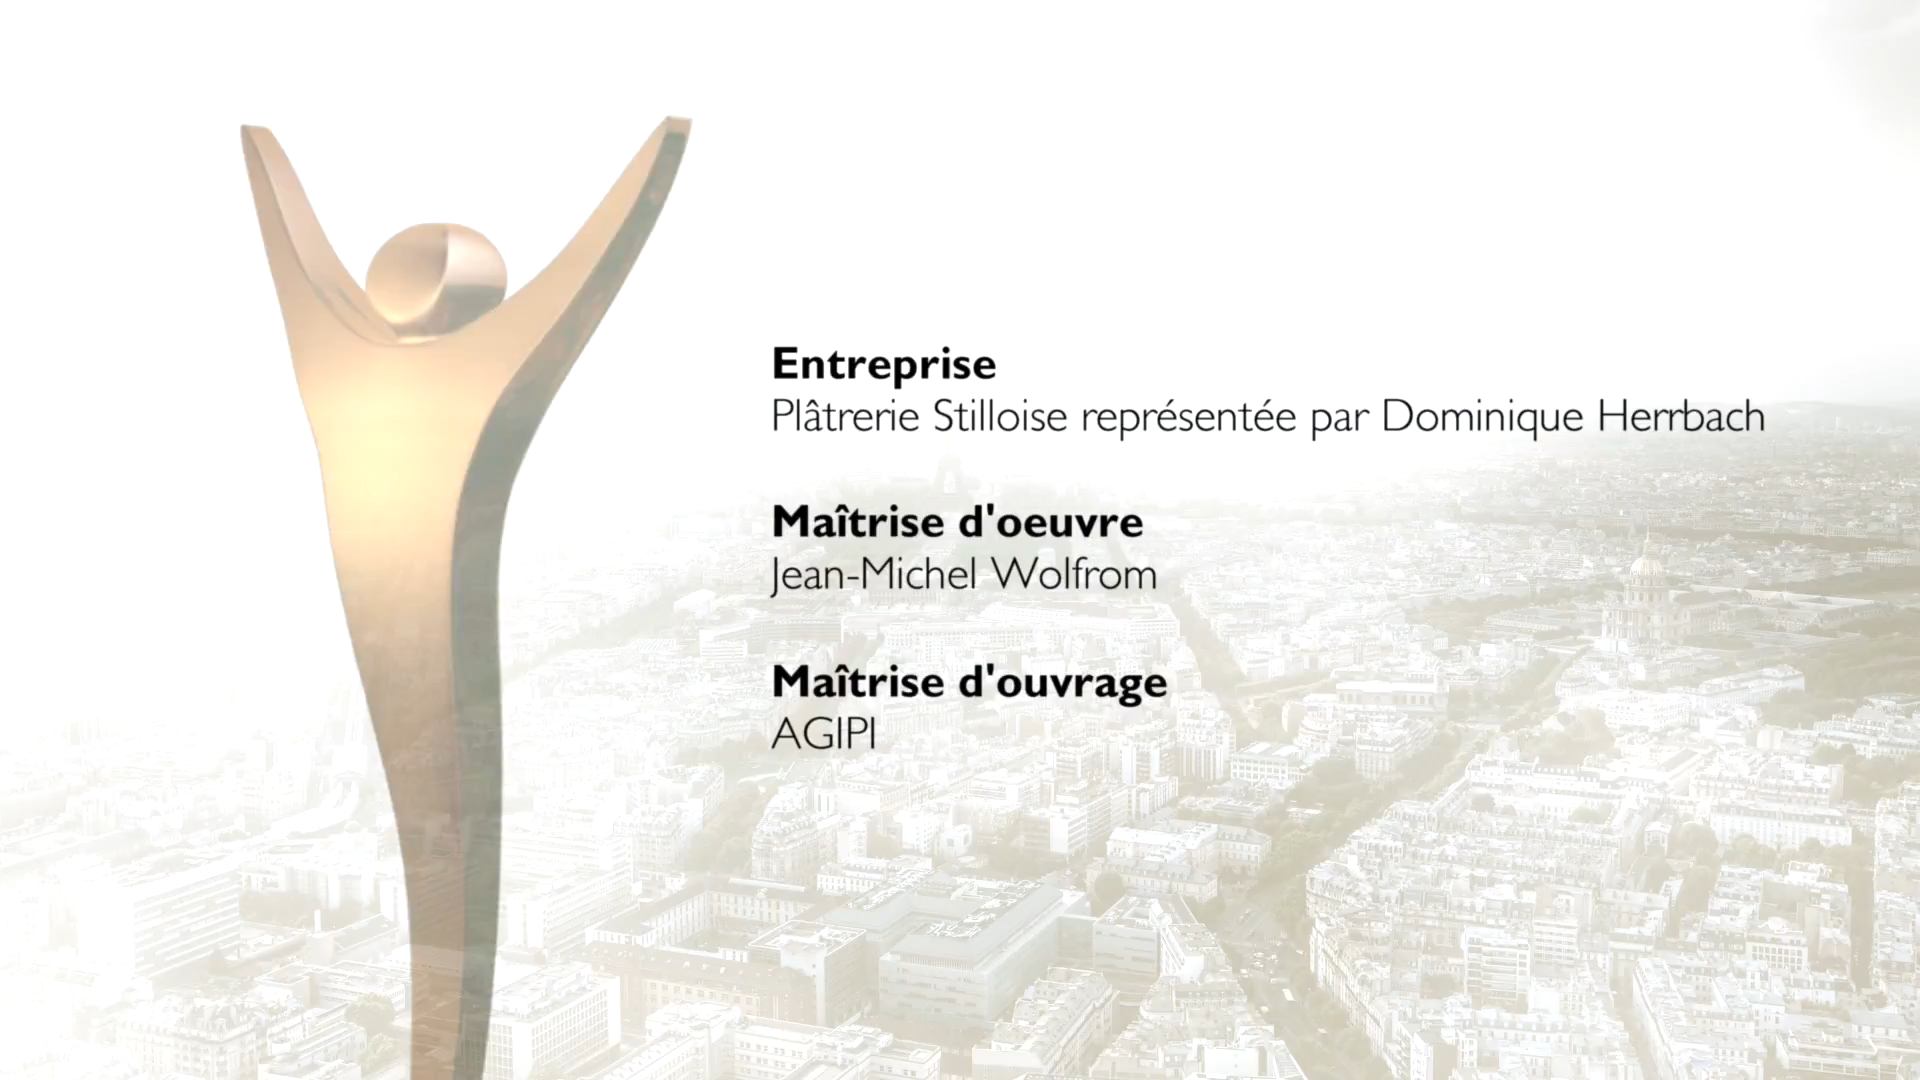 Entreprise
Plâtrerie Stilloise représentée par Dominique Herrbach
Maîtrise d'oeuvre
Jean-Michel Wolfrom
Maîtrise d'ouvrage
AGIPI